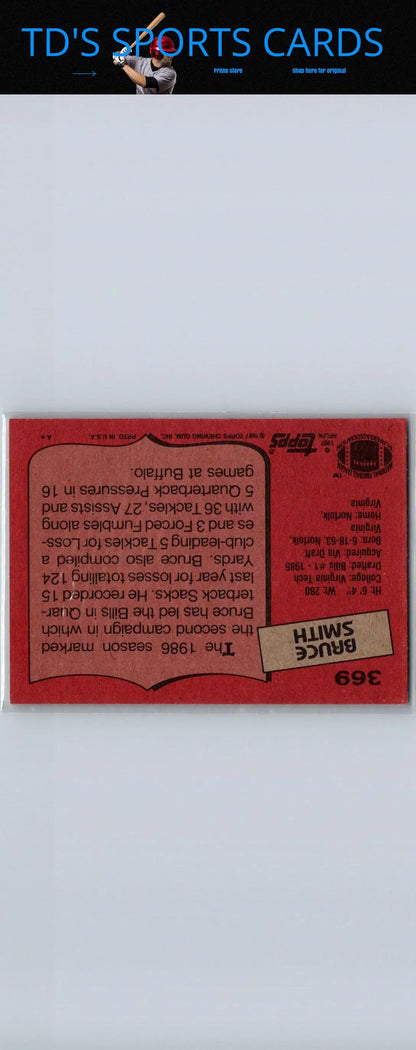 TD'S SPORTS CARDS
Prime store
shop here for original
369
BRUCE
SMITH
Ht: 6' 4" Wt: 280
College: Virginia Tech
Drafted: Bills #1 - 1985
Acquired: Via Draft
Born: 6-18-63, Norfolk,
Virginia
Home: Norfolk,
Virginia
TM
© 1987
NFLPA
topps®
The 1986 season marked
the second campaign in which
Bruce has led the Bills in Quar-
terback Sacks. He recorded 15
last year for losses totalling 124
Yards. Bruce also compiled a
club-leading 5 Tackles for Loss-
es and 3 Forced Fumbles along
with 36 Tackles, 27 Assists and
5 Quarterback Pressures in 16
games at Buffalo.
© 1987 TOPPS CHEWING GUM, INC. PRTD. IN U.S.A. A*